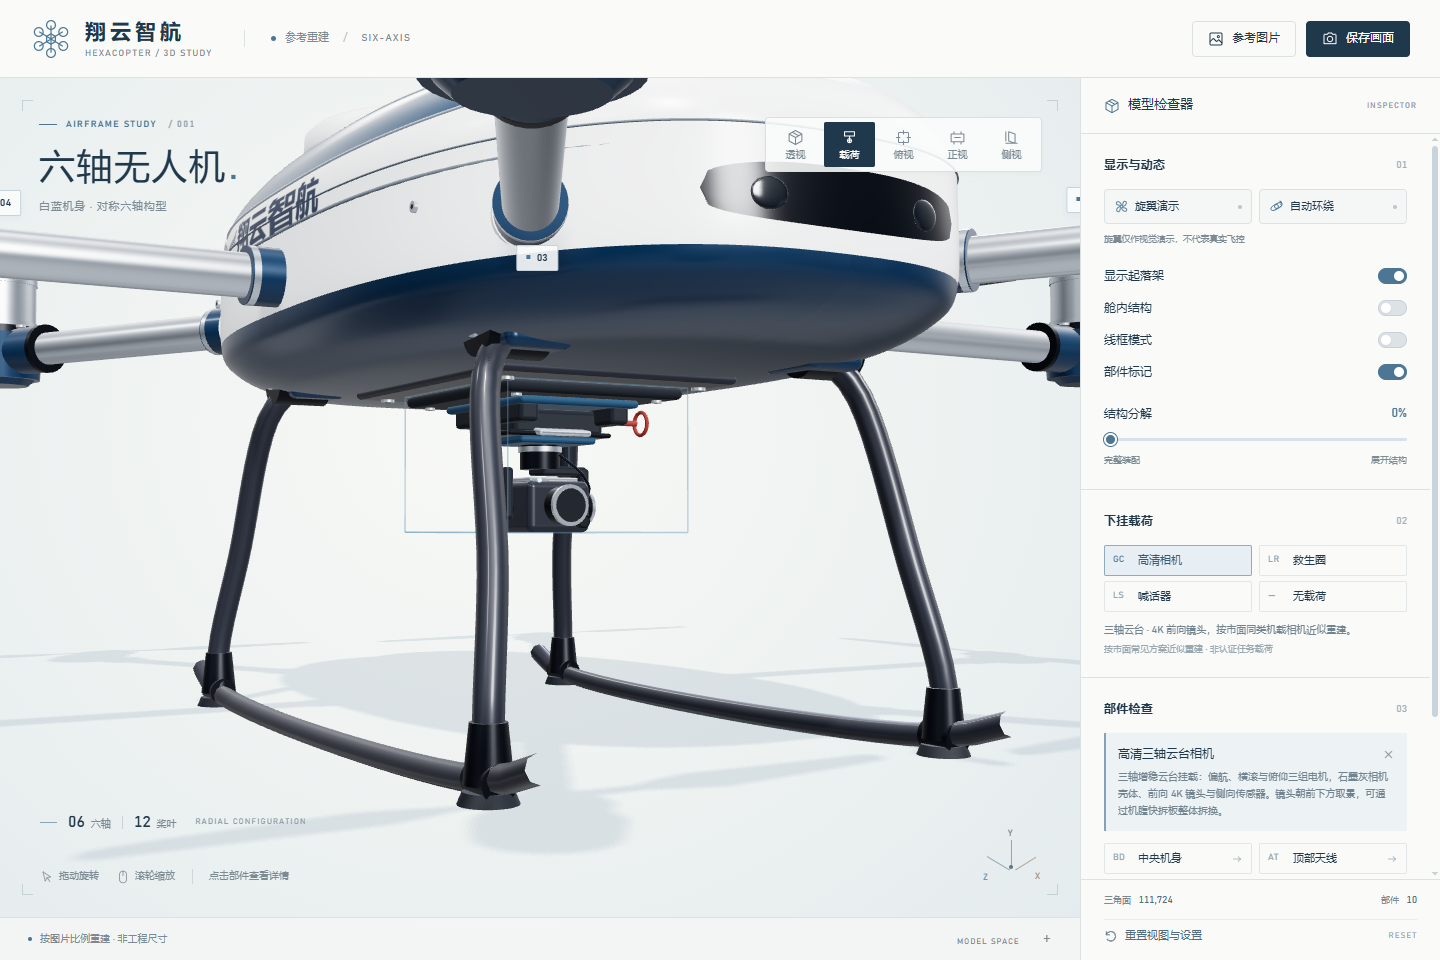 翔云智航
HEXACOPTER / 3D STUDY
参考重建 / SIX-AXIS
参考图片
保存画面
AIRFRAME STUDY / 001
六轴无人机.
白蓝机身 · 对称六轴构型
04
透视
载荷
俯视
正视
侧视
翔云智航
03
06 六轴
12 桨叶
RADIAL CONFIGURATION
拖动旋转
滚轮缩放
点击部件查看详情
Y
Z
X
按图片比例重建 · 非工程尺寸
MODEL SPACE +
模型检查器
INSPECTOR
显示与动态
01
旋翼演示
自动环绕
旋翼仅作视觉演示，不代表真实飞控
显示起落架
舱内结构
线框模式
部件标记
结构分解
0%
完整装配
展开结构
下挂载荷
02
GC 高清相机
LR 救生圈
LS 喊话器
— 无载荷
三轴云台 · 4K 前向镜头，按市面同类机载相机近似重建。
按市面常见方案近似重建 · 非认证任务载荷
部件检查
03
高清三轴云台相机
三轴增稳云台挂载：偏航、横滚与俯仰三组电机，石墨灰相机
壳体、前向 4K 镜头与侧向传感器。镜头朝前下方取景，可通
过机腹快拆板整体拆换。
BD 中央机身
AT 顶部天线
三角面 111,724
部件 10
重置视图与设置
RESET